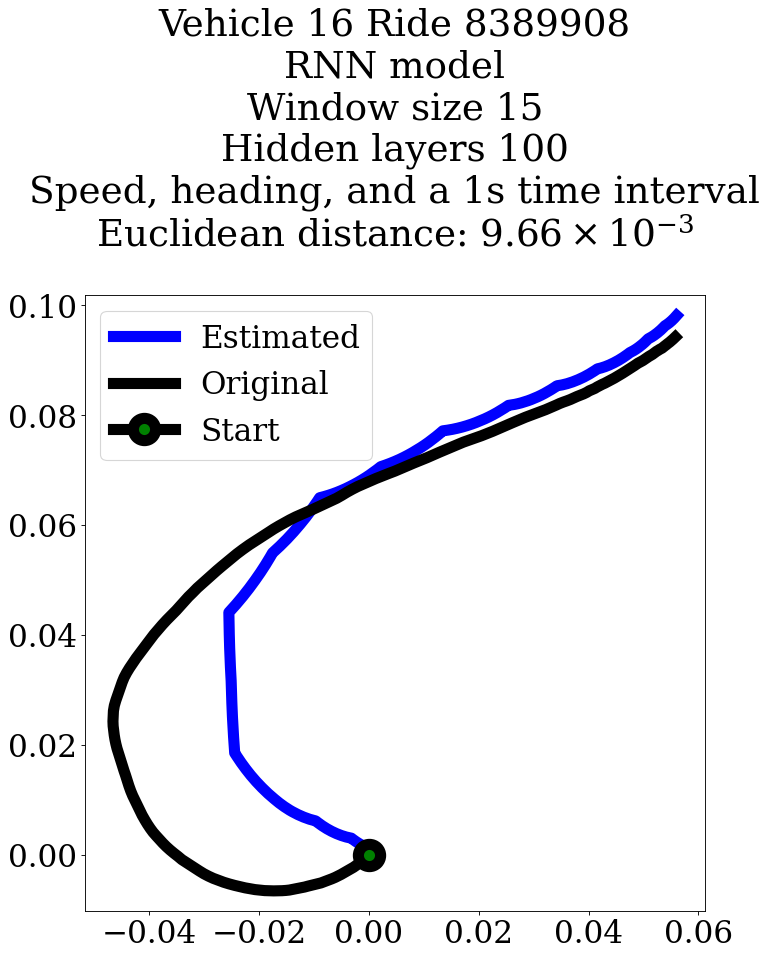 Vehicle 16 Ride 8389908
RNN model
Window size 15
Hidden layers 100
Speed, heading, and a 1s time interval
Euclidean distance: 9.66 × 10⁻³
Estimated
Original
Start
0.10
0.08
0.06
0.04
0.02
0.00
−0.04 −0.02 0.00 0.02 0.04 0.06